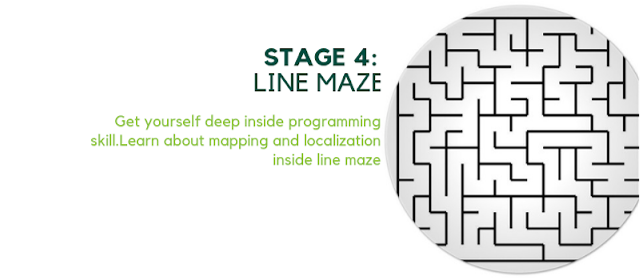 STAGE 4:
LINE MAZE
Get yourself deep inside programming
skill.Learn about mapping and localization
inside line maze